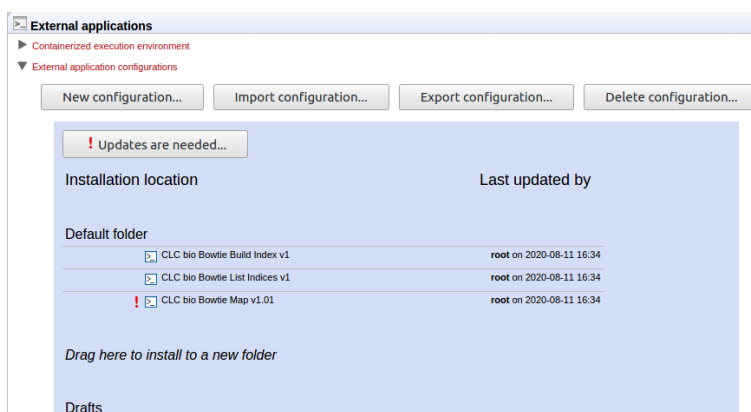 External applications
Containerized execution environment
External application configurations
New configuration... Import configuration... Export configuration... Delete configuration...
! Updates are needed...
Installation location Last updated by
Default folder
CLC bio Bowtie Build Index v1 root on 2020-08-11 16:34
CLC bio Bowtie List Indices v1 root on 2020-08-11 16:34
! CLC bio Bowtie Map v1.01 root on 2020-08-11 16:34
Drag here to install to a new folder
Drafts